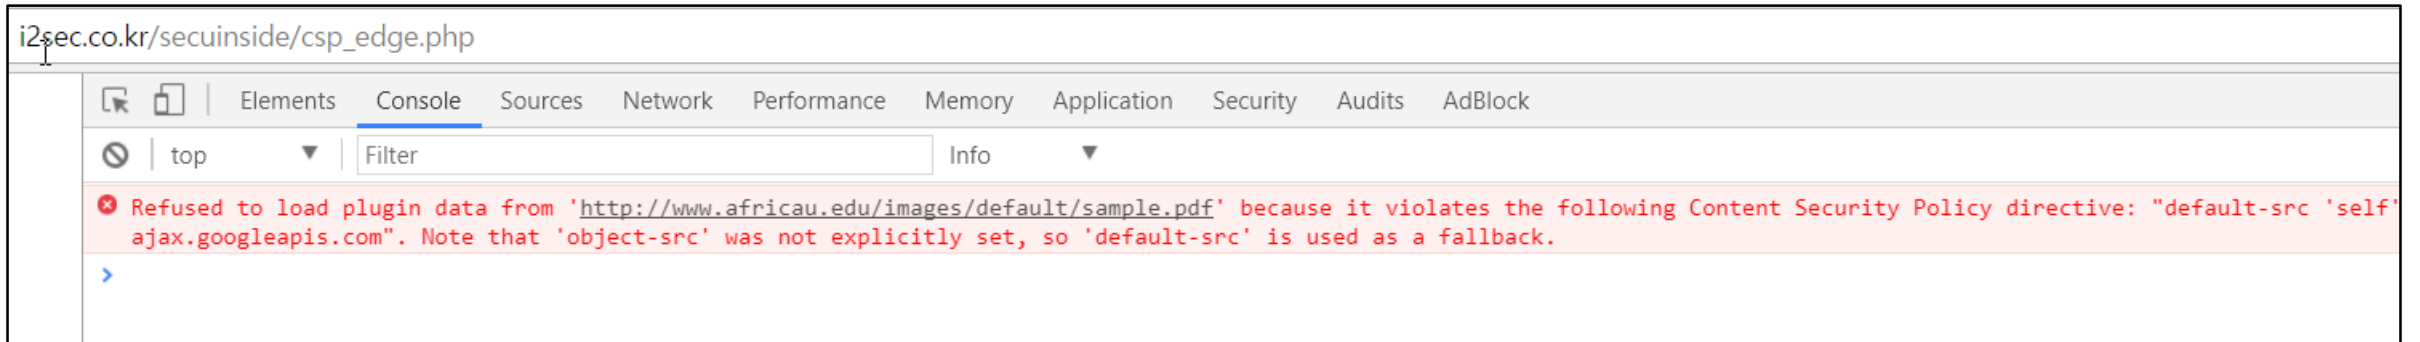 i2sec.co.kr/secuinside/csp_edge.php
Elements Console Sources Network Performance Memory Application Security Audits AdBlock
top Filter Info
Refused to load plugin data from 'http://www.africau.edu/images/default/sample.pdf' because it violates the following Content Security Policy directive: "default-src 'self'
ajax.googleapis.com". Note that 'object-src' was not explicitly set, so 'default-src' is used as a fallback.